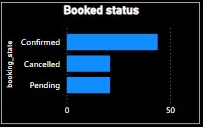 Booked status
booking_state
Confirmed
Cancelled
Pending
0
50